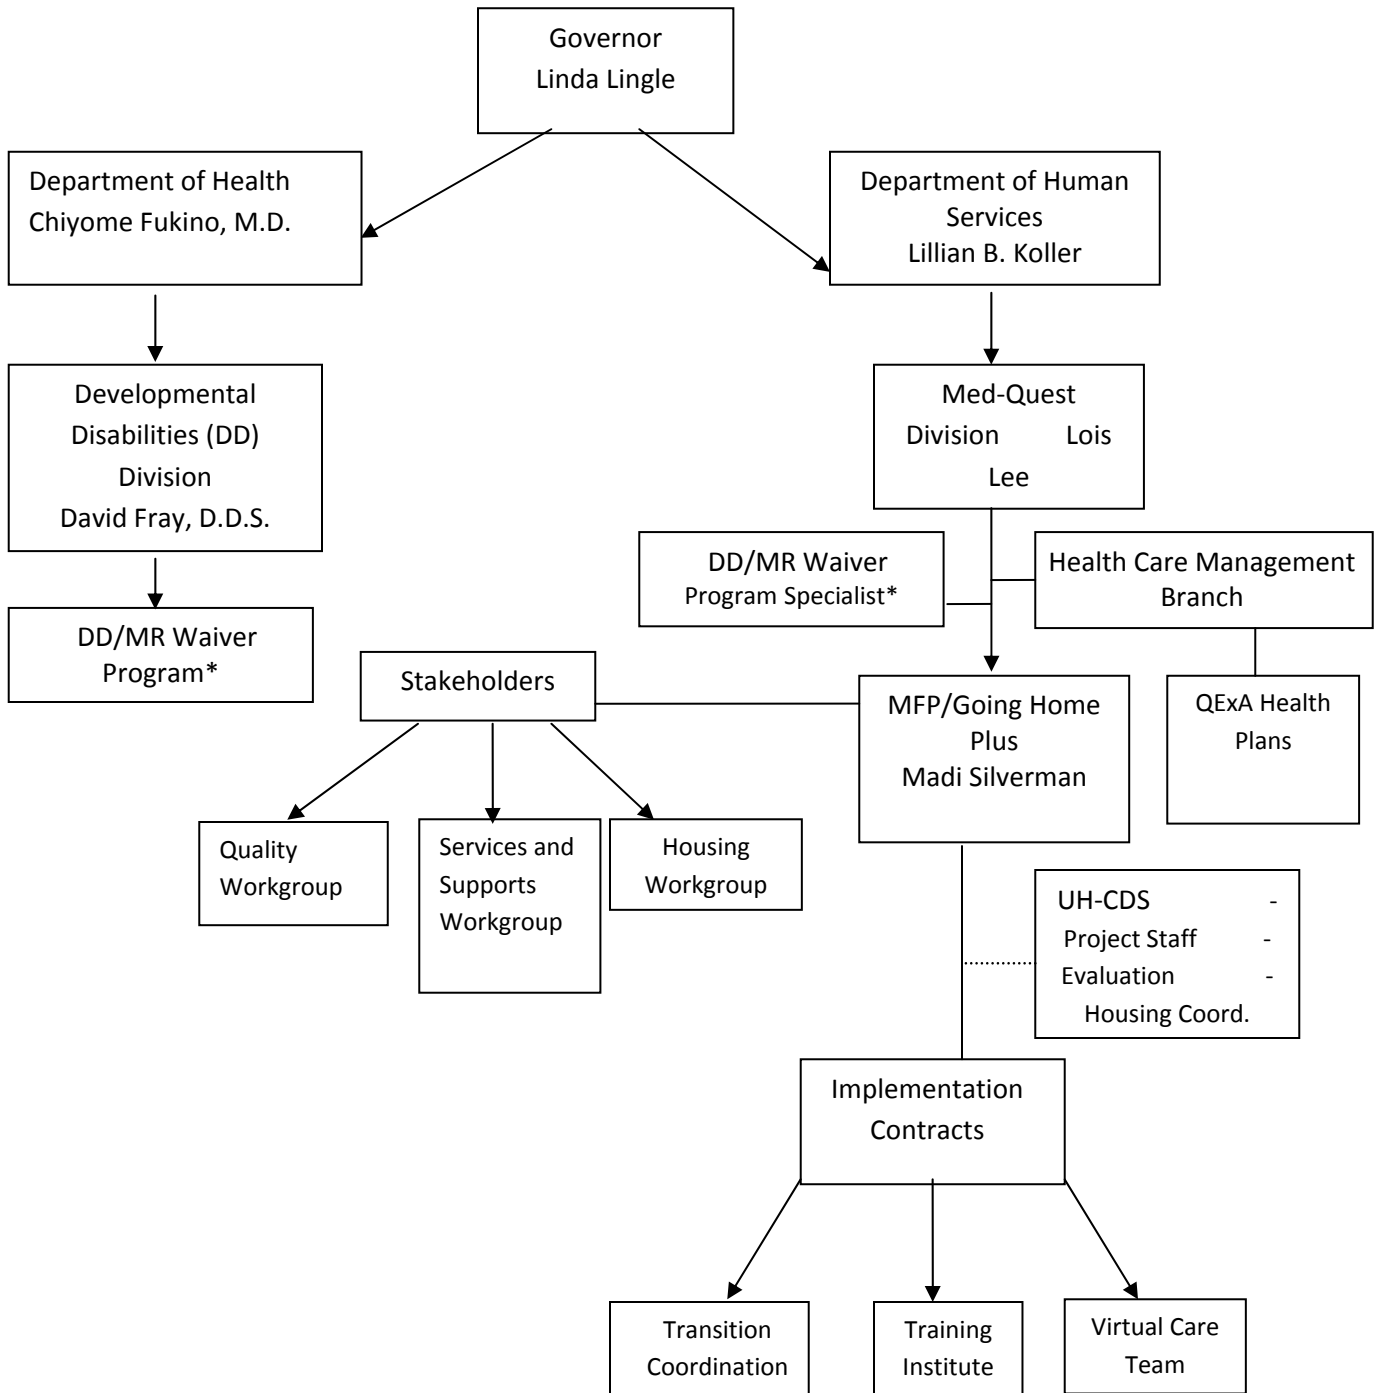 Governor
Linda Lingle
Department of Health
Chiyome Fukino, M.D.
Department of Human
Services
Lillian B. Koller
Developmental
Disabilities (DD)
Division
David Fray, D.D.S.
Med-Quest
Division Lois
Lee
DD/MR Waiver
Program Specialist*
Health Care Management
Branch
DD/MR Waiver
Program*
Stakeholders
MFP/Going Home
Plus
Madi Silverman
QExA Health
Plans
Quality
Workgroup
Services and
Supports
Workgroup
Housing
Workgroup
UH-CDS -
Project Staff -
Evaluation -
Housing Coord.
Implementation
Contracts
Transition
Coordination
Training
Institute
Virtual Care
Team